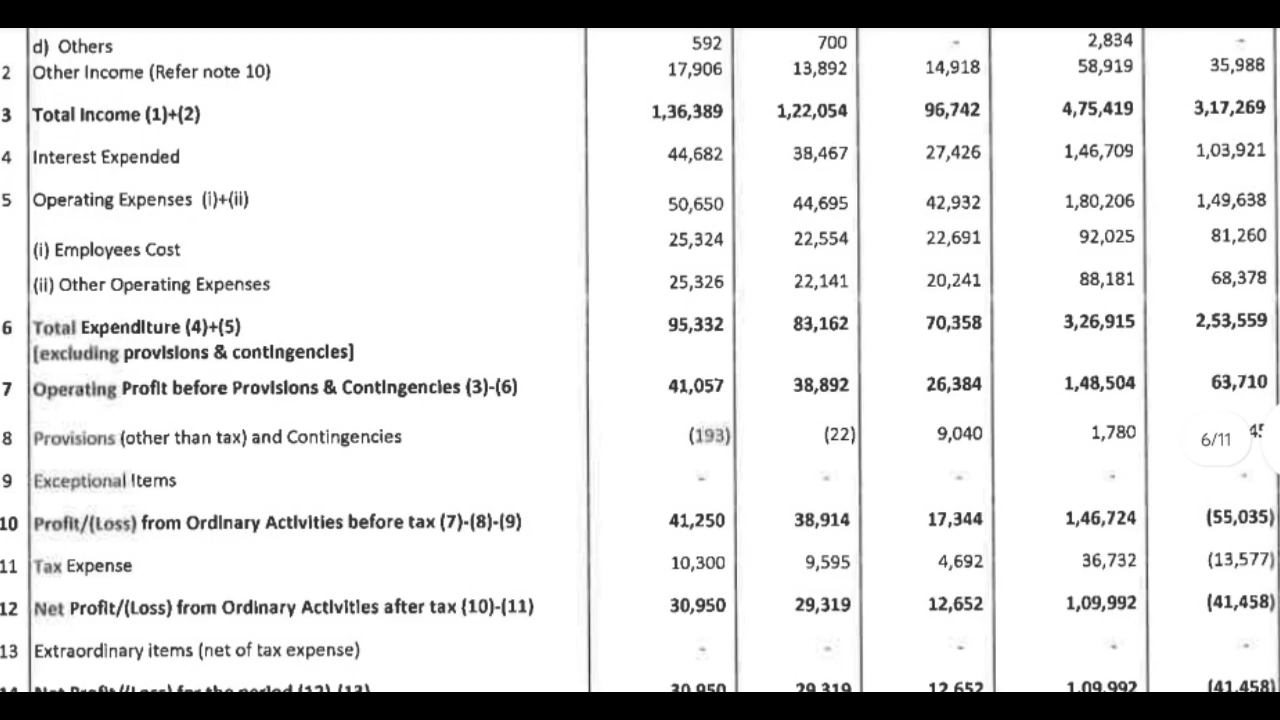 d) Others 592 700 - 2,834 -
2 Other Income (Refer note 10) 17,906 13,892 14,918 58,919 35,988
3 Total Income (1)+(2) 1,36,389 1,22,054 96,742 4,75,419 3,17,269
4 Interest Expended 44,682 38,467 27,426 1,46,709 1,03,921
5 Operating Expenses (i)+(ii) 50,650 44,695 42,932 1,80,206 1,49,638
(i) Employees Cost 25,324 22,554 22,691 92,025 81,260
(ii) Other Operating Expenses 25,326 22,141 20,241 88,181 68,378
6 Total Expenditure (4)+(5) 95,332 83,162 70,358 3,26,915 2,53,559
[excluding provisions & contingencies]
7 Operating Profit before Provisions & Contingencies (3)-(6) 41,057 38,892 26,384 1,48,504 63,710
8 Provisions (other than tax) and Contingencies (193) (22) 9,040 1,780
6/11
9 Exceptional Items - - - - -
10 Profit/(Loss) from Ordinary Activities before tax (7)-(8)-(9) 41,250 38,914 17,344 1,46,724 (55,035)
11 Tax Expense 10,300 9,595 4,692 36,732 (13,577)
12 Net Profit/(Loss) from Ordinary Activities after tax (10)-(11) 30,950 29,319 12,652 1,09,992 (41,458)
13 Extraordinary items (net of tax expense) - - - - -
14 Net Profit/(Loss) for the period (12)-(13) 30,950 29,319 12,652 1,09,992 (41,458)